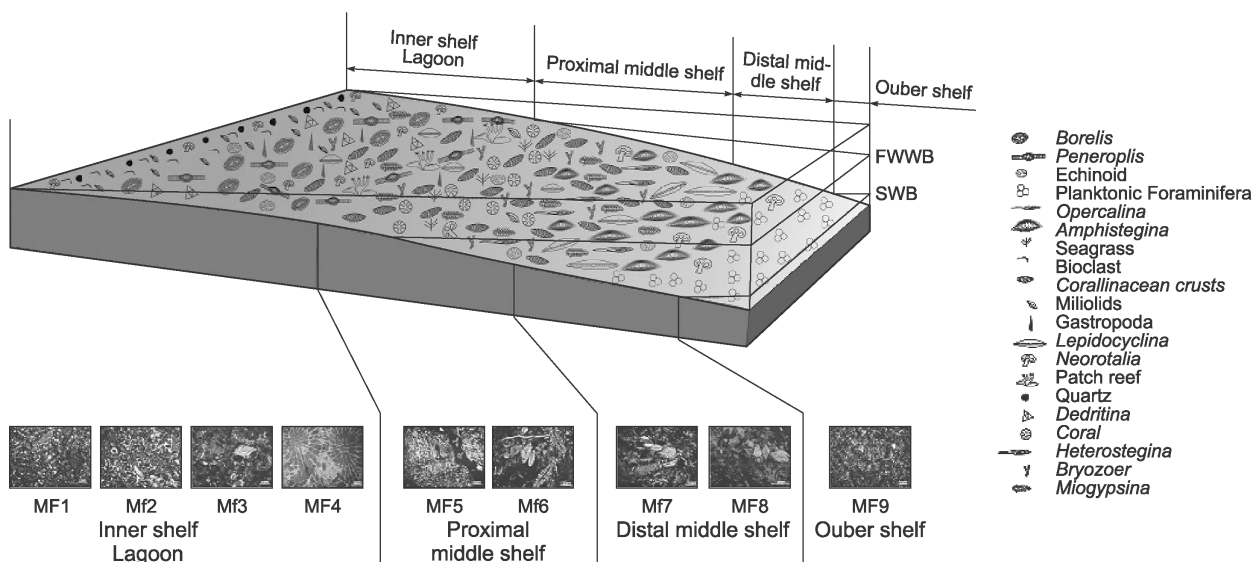 Inner shelf
Lagoon
Proximal middle shelf
Distal mid-
dle shelf
Ouber shelf
FWWB
SWB
Borelis
Peneroplis
Echinoid
Planktonic Foraminifera
Opercalina
Amphistegina
Seagrass
Bioclast
Corallinacean crusts
Miliolids
Gastropoda
Lepidocyclina
Neorotalia
Patch reef
Quartz
Dedritina
Coral
Heterostegina
Bryozoer
Miogypsina
MF1
Mf2
Mf3
MF4
MF5
Mf6
Mf7
MF8
MF9
Inner shelf
Lagoon
Proximal
middle shelf
Distal middle shelf
Ouber shelf